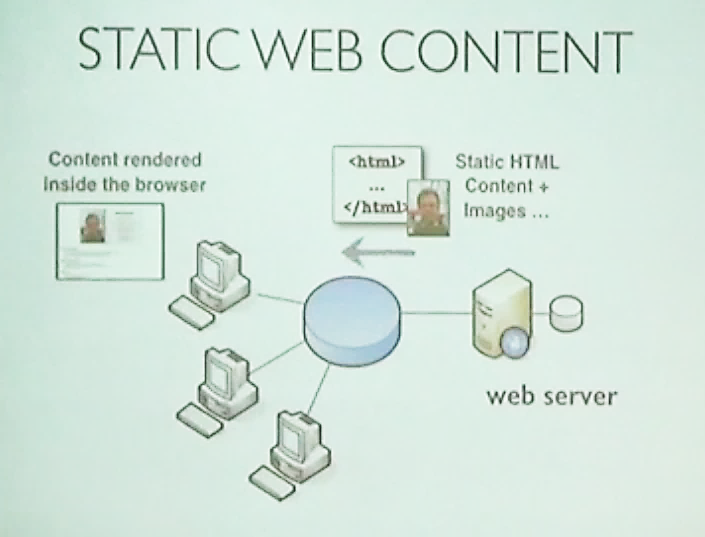 STATIC WEB CONTENT
Content rendered
inside the browser
<html>
...
</html>
Static HTML
Content +
Images ...
web server